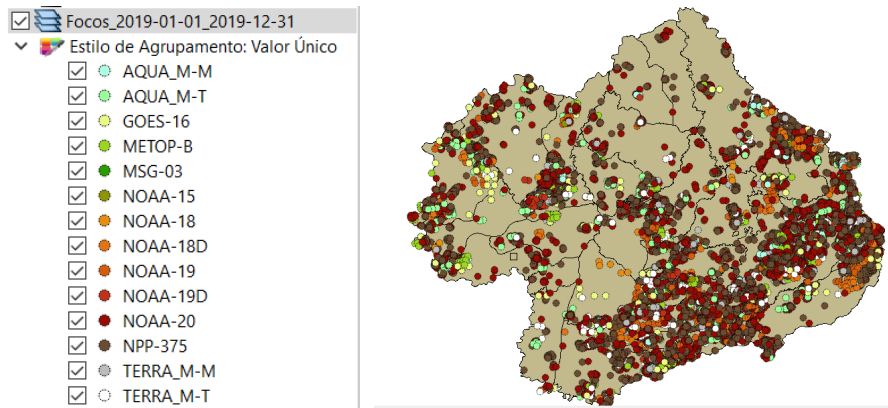 Focos_2019-01-01_2019-12-31
Estilo de Agrupamento: Valor Único
AQUA_M-M
AQUA_M-T
GOES-16
METOP-B
MSG-03
NOAA-15
NOAA-18
NOAA-18D
NOAA-19
NOAA-19D
NOAA-20
NPP-375
TERRA_M-M
TERRA_M-T